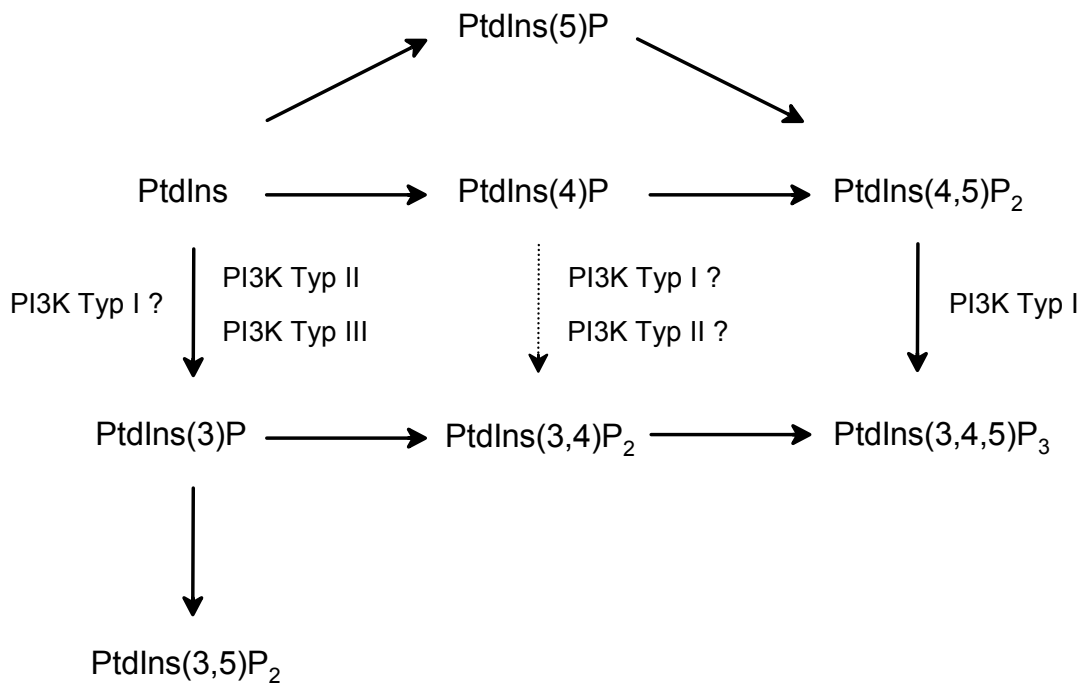 PtdIns(5)P
PtdIns
PtdIns(4)P
PtdIns(4,5)P₂
PI3K Typ I ?
PI3K Typ II
PI3K Typ III
PI3K Typ I ?
PI3K Typ II ?
PI3K Typ I
PtdIns(3)P
PtdIns(3,4)P₂
PtdIns(3,4,5)P₃
PtdIns(3,5)P₂